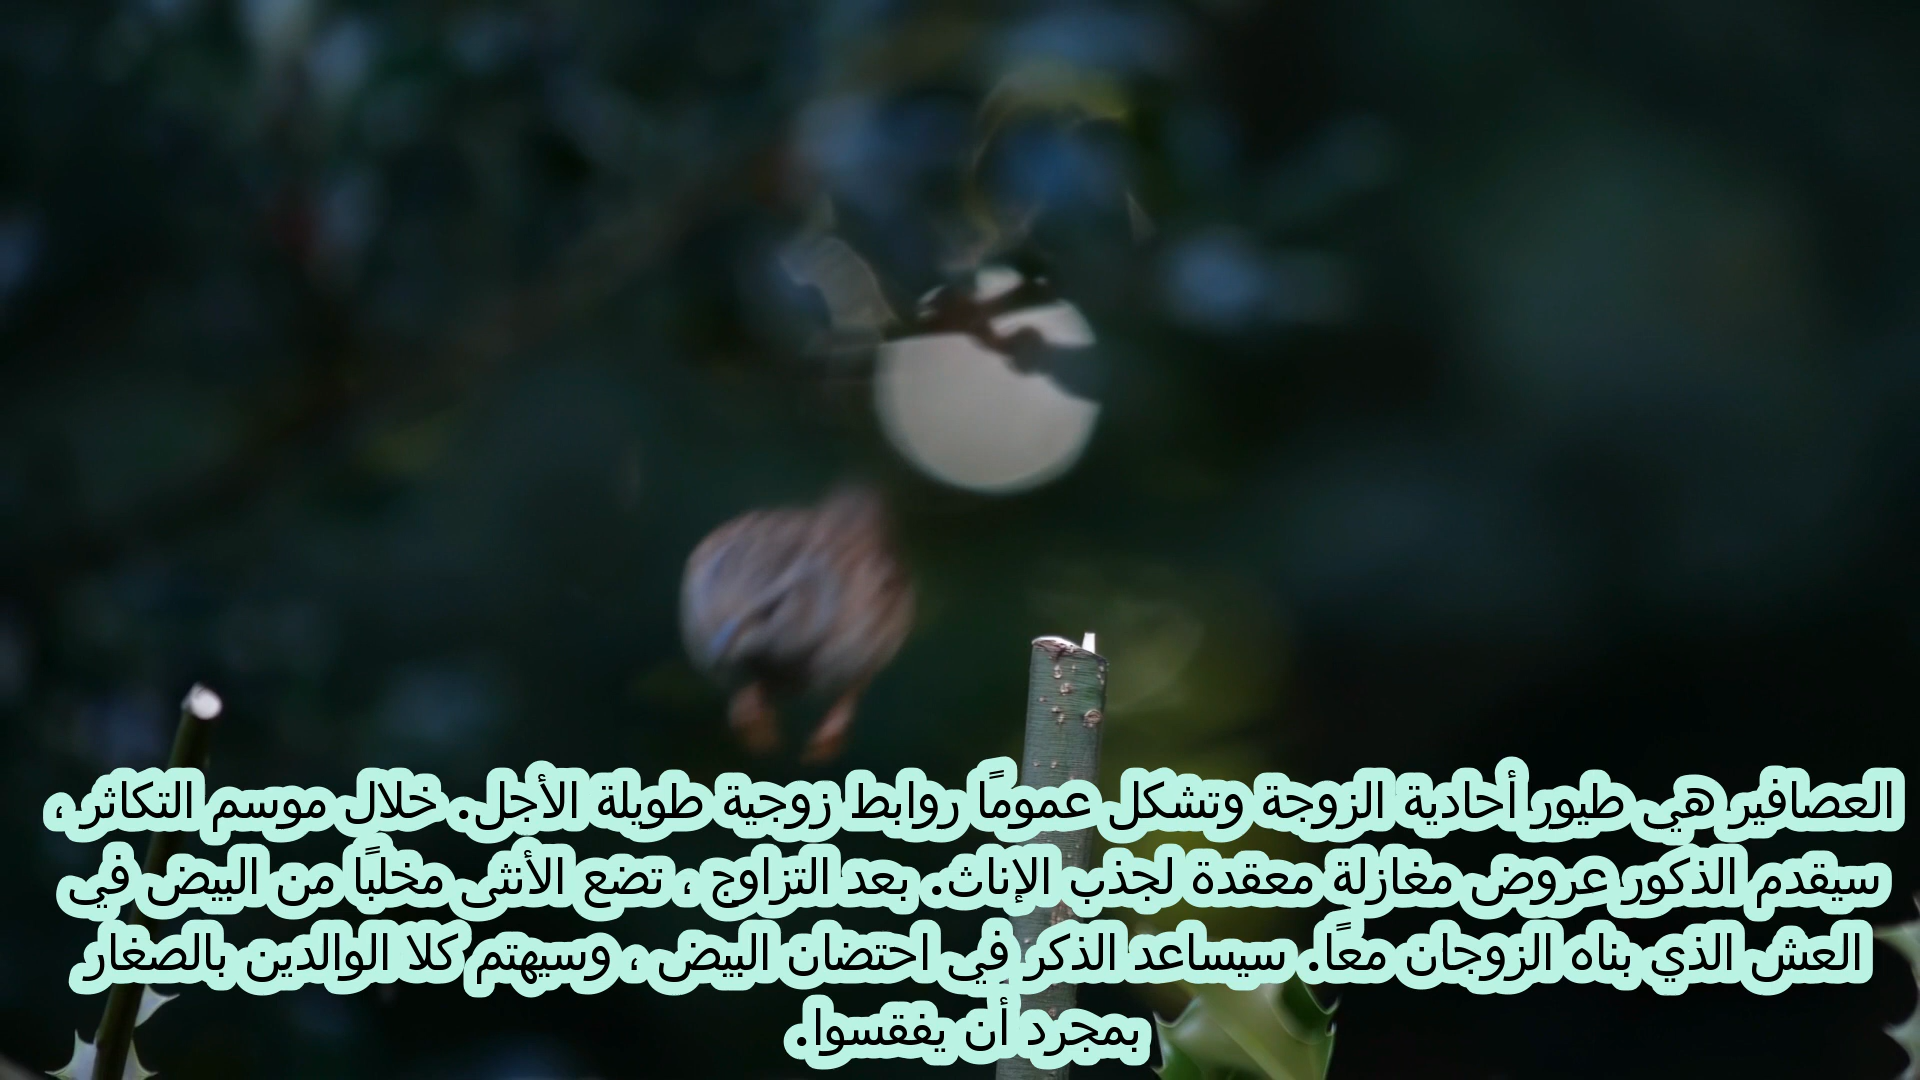 العصافير هي طيور أحادية الزوجة وتشكل عمومًا روابط زوجية طويلة الأجل. خلال موسم التكاثر ،
سيقدم الذكور عروض مغازلة معقدة لجذب الإناث. بعد التزاوج ، تضع الأنثى مخلبًا من البيض في
العش الذي بناه الزوجان معًا. سيساعد الذكر في احتضان البيض ، وسيهتم كلا الوالدين بالصغار
بمجرد أن يفقسوا.